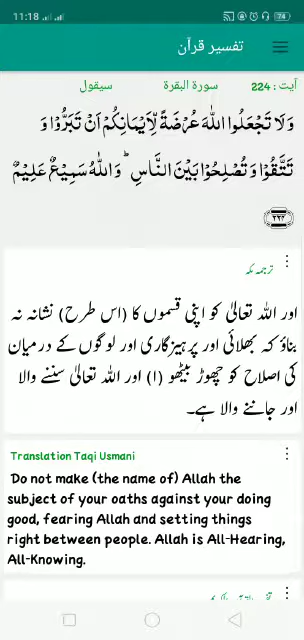 11:18
74
تفسیر قرآن
آیت : 224 سورۃ البقرۃ سیقول
وَلَا تَجْعَلُوا اللّٰهَ عُرْضَةً لِّاَيْمَانِكُمْ اَنْ تَبَرُّوْا وَ
تَتَّقُوْا وَتُصْلِحُوْا بَيْنَ النَّاسِ ؕ وَاللّٰهُ سَمِيْعٌ عَلِيْمٌ
﴿۲۲۴﴾
ترجمہ مکہ
اور اللہ تعالیٰ کو اپنی قسموں کا (اس طرح) نشانہ نہ
بناؤ کہ بھلائی اور پرہیزگاری اور لوگوں کے درمیان
کی اصلاح کو چھوڑ بیٹھو (۱) اور اللہ تعالیٰ سننے والا
اور جاننے والا ہے۔
Translation Taqi Usmani
Do not make (the name of) Allah the
subject of your oaths against your doing
good, fearing Allah and setting things
right between people. Allah is All-Hearing,
All-Knowing.